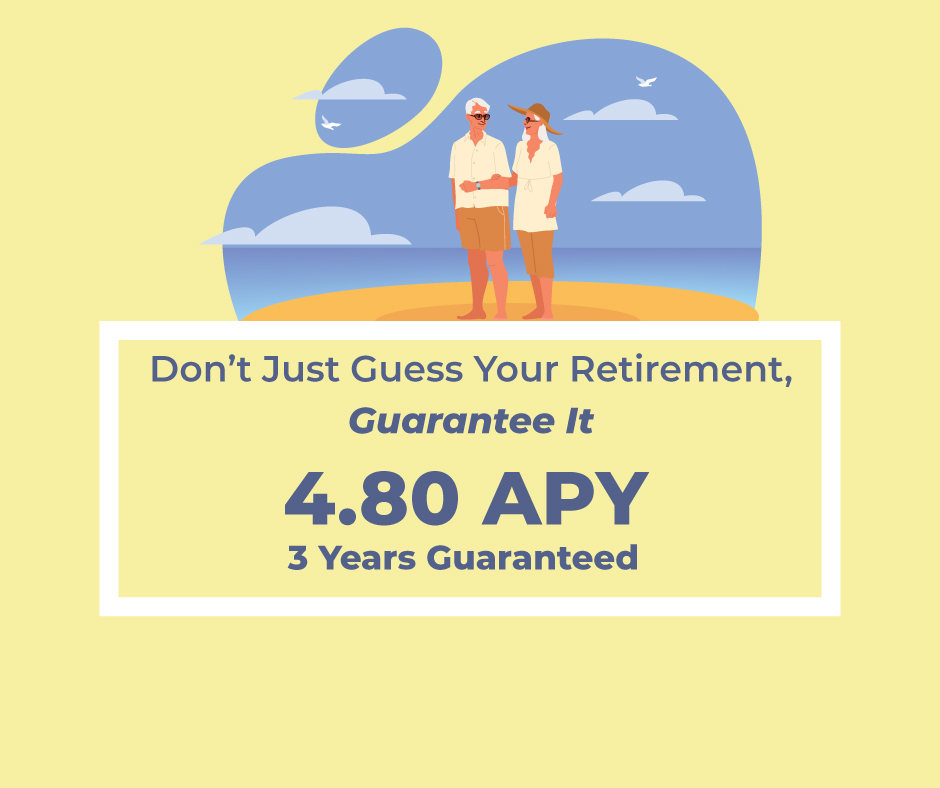 Don’t Just Guess Your Retirement,
Guarantee It
4.80 APY
3 Years Guaranteed